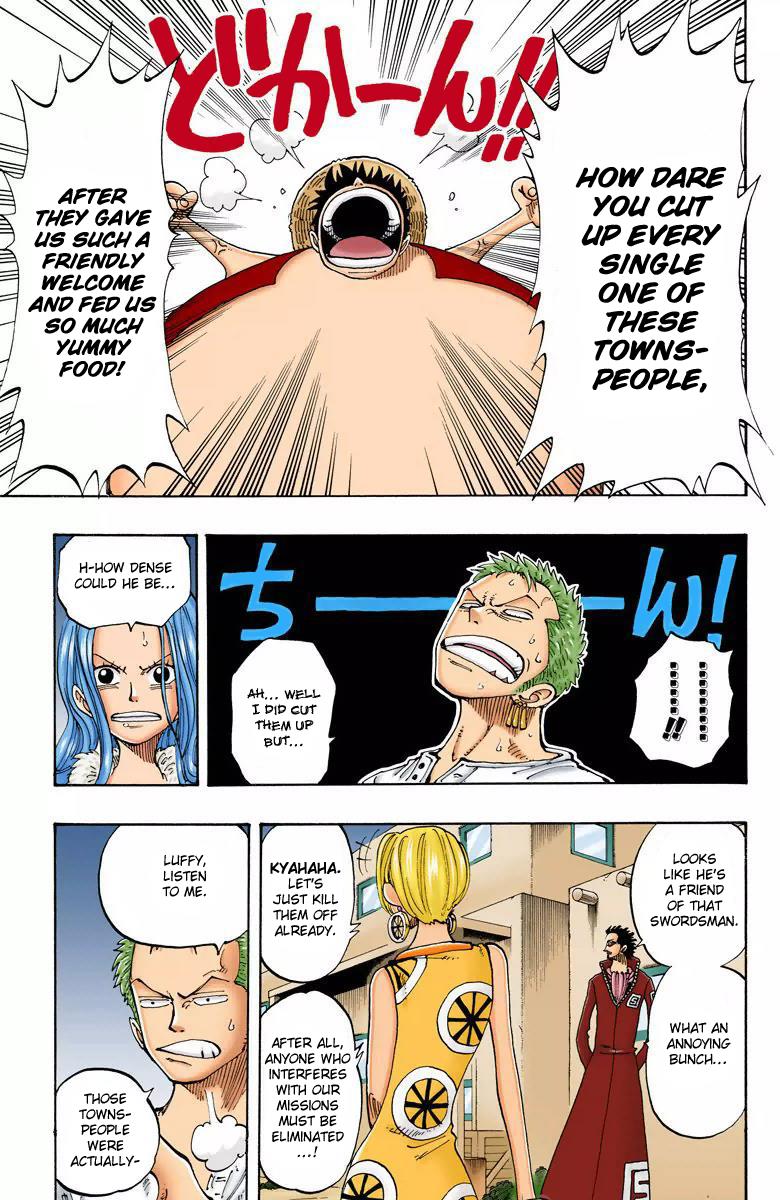 どかーん!!
HOW DARE
YOU CUT
UP EVERY
SINGLE
ONE OF
THESE
TOWNS-
PEOPLE,
AFTER
THEY GAVE
US SUCH A
FRIENDLY
WELCOME
AND FED US
SO MUCH
YUMMY
FOOD!
ちーーん!
.........
......!!
AH... WELL
I DID CUT
THEM UP
BUT...
H-HOW DENSE
COULD HE BE...
LOOKS
LIKE HE'S
A FRIEND
OF THAT
SWORDSMAN.
WHAT AN
ANNOYING
BUNCH...
KYAHAHA.
LET'S
JUST KILL
THEM OFF
ALREADY.
AFTER ALL,
ANYONE WHO
INTERFERES
WITH OUR
MISSIONS
MUST BE
ELIMINATED
...!
LUFFY,
LISTEN
TO ME.
THOSE
TOWNS-
PEOPLE
WERE
ACTUALLY-